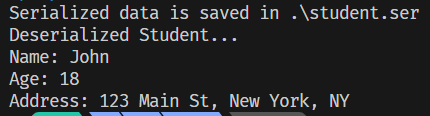 Serialized data is saved in .\student.ser
Deserialized Student...
Name: John
Age: 18
Address: 123 Main St, New York, NY